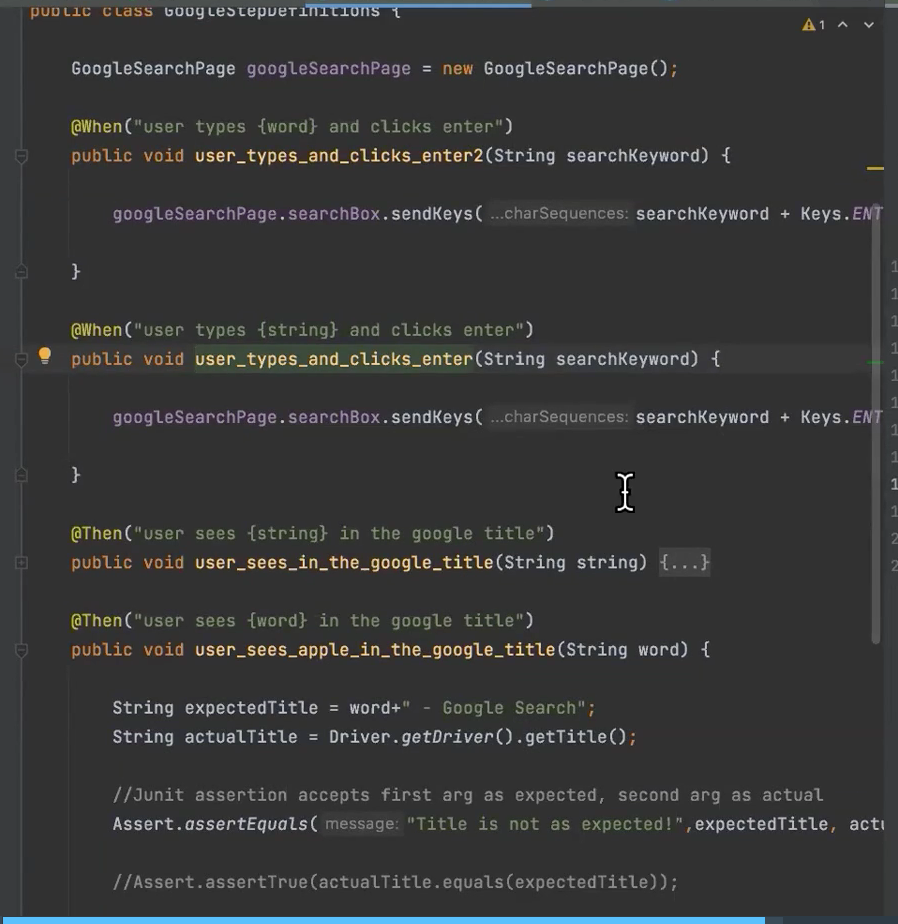 public class GoogleStepDefinitions {
1
GoogleSearchPage googleSearchPage = new GoogleSearchPage();
@When("user types {word} and clicks enter")
public void user_types_and_clicks_enter2(String searchKeyword) {
googleSearchPage.searchBox.sendKeys( ...charSequences: searchKeyword + Keys.ENT
}
@When("user types {string} and clicks enter")
public void user_types_and_clicks_enter(String searchKeyword) {
googleSearchPage.searchBox.sendKeys( ...charSequences: searchKeyword + Keys.ENT
}
@Then("user sees {string} in the google title")
public void user_sees_in_the_google_title(String string) {...}
@Then("user sees {word} in the google title")
public void user_sees_apple_in_the_google_title(String word) {
String expectedTitle = word+" - Google Search";
String actualTitle = Driver.getDriver().getTitle();
//Junit assertion accepts first arg as expected, second arg as actual
Assert.assertEquals( message: "Title is not as expected!",expectedTitle, actu
//Assert.assertTrue(actualTitle.equals(expectedTitle));